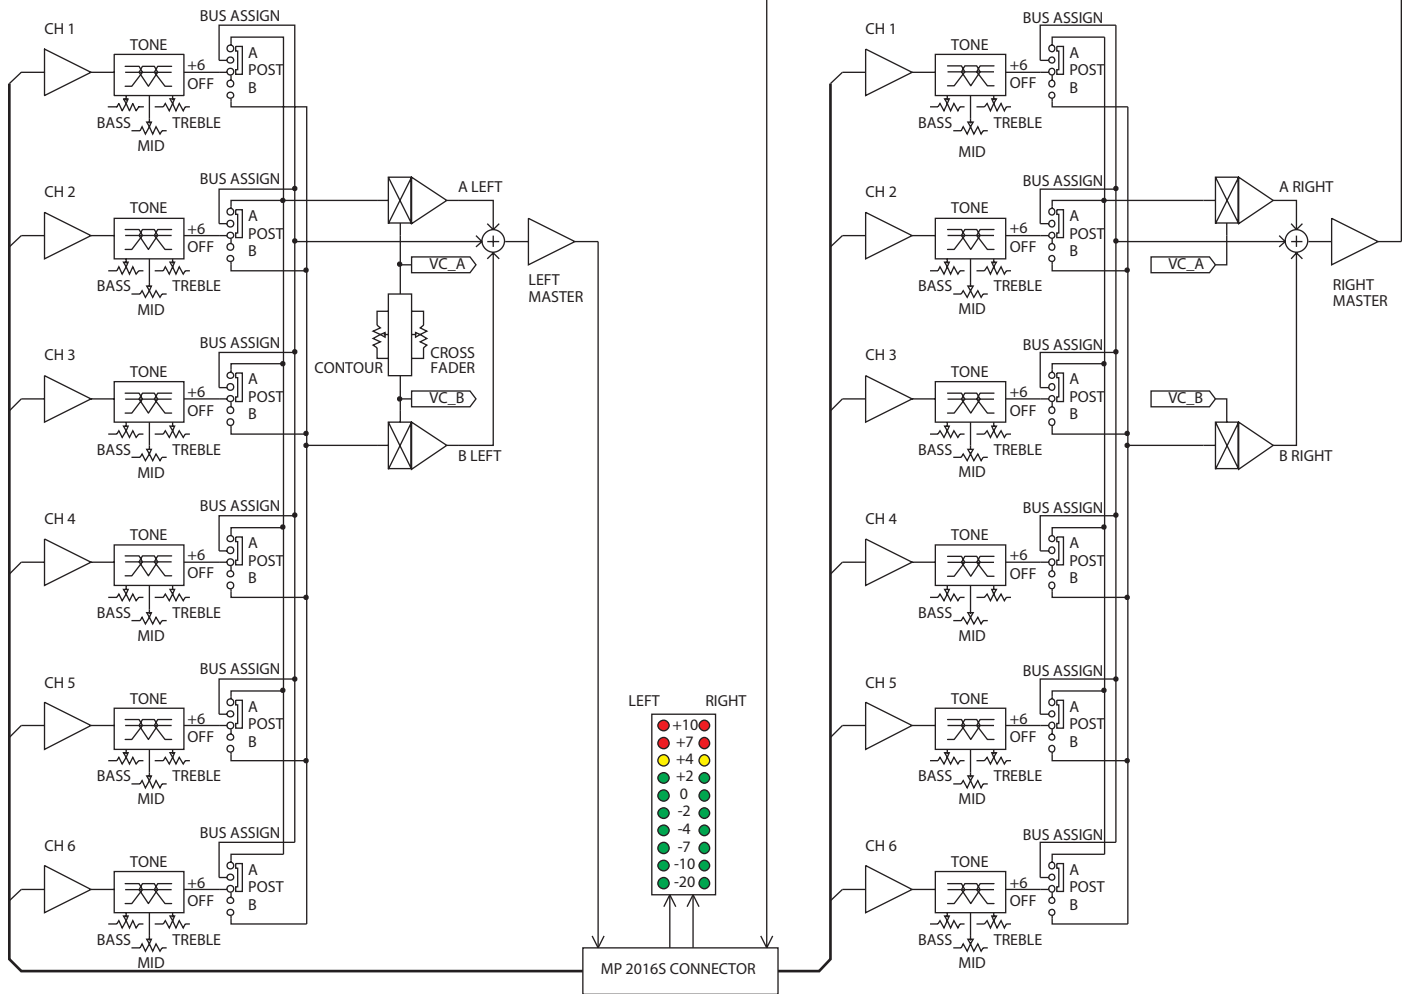 CH 1
BUS ASSIGN
TONE
+6
OFF
A
POST
B
BASS
TREBLE
MID
CH 2
BUS ASSIGN
TONE
+6
OFF
A
POST
B
BASS
TREBLE
MID
CH 3
BUS ASSIGN
TONE
+6
OFF
A
POST
B
BASS
TREBLE
MID
CH 4
BUS ASSIGN
TONE
+6
OFF
A
POST
B
BASS
TREBLE
MID
CH 5
BUS ASSIGN
TONE
+6
OFF
A
POST
B
BASS
TREBLE
MID
CH 6
BUS ASSIGN
TONE
+6
OFF
A
POST
B
BASS
TREBLE
MID
A LEFT
VC_A
LEFT
MASTER
CONTOUR
CROSS
FADER
VC_B
B LEFT
LEFT
RIGHT
+10
+7
+4
+2
0
-2
-4
-7
-10
-20
MP 2016S CONNECTOR
CH 1
BUS ASSIGN
TONE
+6
OFF
A
POST
B
BASS
TREBLE
MID
CH 2
BUS ASSIGN
TONE
+6
OFF
A
POST
B
BASS
TREBLE
MID
CH 3
BUS ASSIGN
TONE
+6
OFF
A
POST
B
BASS
TREBLE
MID
CH 4
BUS ASSIGN
TONE
+6
OFF
A
POST
B
BASS
TREBLE
MID
CH 5
BUS ASSIGN
TONE
+6
OFF
A
POST
B
BASS
TREBLE
MID
CH 6
BUS ASSIGN
TONE
+6
OFF
A
POST
B
BASS
TREBLE
MID
A RIGHT
VC_A
RIGHT
MASTER
VC_B
B RIGHT